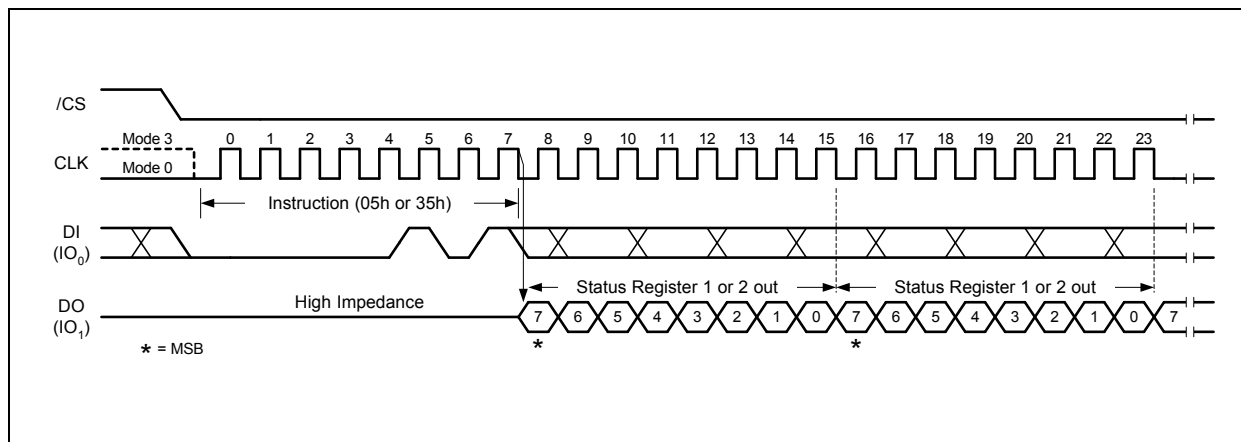 /CS
Mode 3 0 1 2 3 4 5 6 7 8 9 10 11 12 13 14 15 16 17 18 19 20 21 22 23
CLK
Mode 0
Instruction (05h or 35h)
DI
(IO0)
Status Register 1 or 2 out Status Register 1 or 2 out
High Impedance
DO 7 6 5 4 3 2 1 0 7 6 5 4 3 2 1 0 7
(IO1)
* *
* = MSB